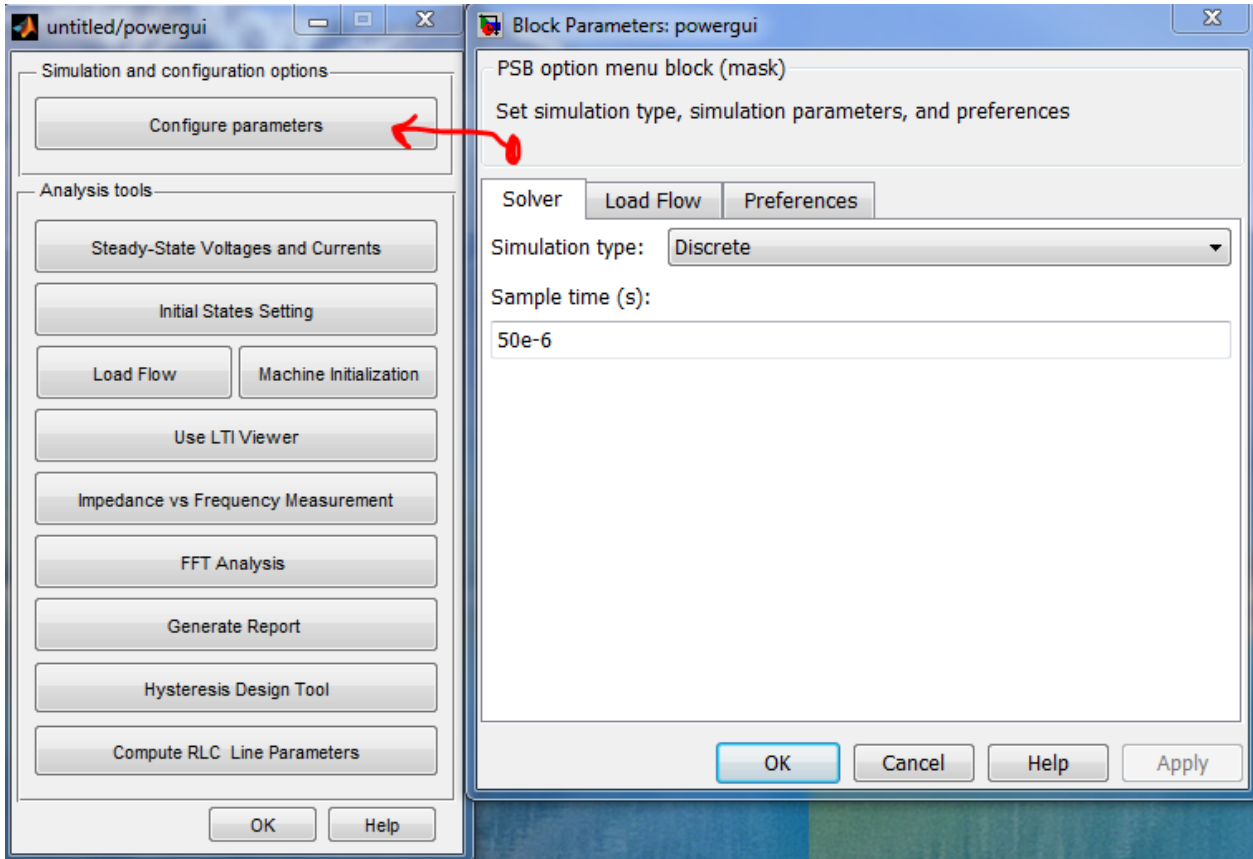 untitled/powergui
X
Simulation and configuration options
Configure parameters
Analysis tools
Steady-State Voltages and Currents
Initial States Setting
Load Flow
Machine Initialization
Use LTI Viewer
Impedance vs Frequency Measurement
FFT Analysis
Generate Report
Hysteresis Design Tool
Compute RLC Line Parameters
OK
Help
Block Parameters: powergui
X
PSB option menu block (mask)
Set simulation type, simulation parameters, and preferences
Solver
Load Flow
Preferences
Simulation type:
Discrete
Sample time (s):
50e-6
OK
Cancel
Help
Apply